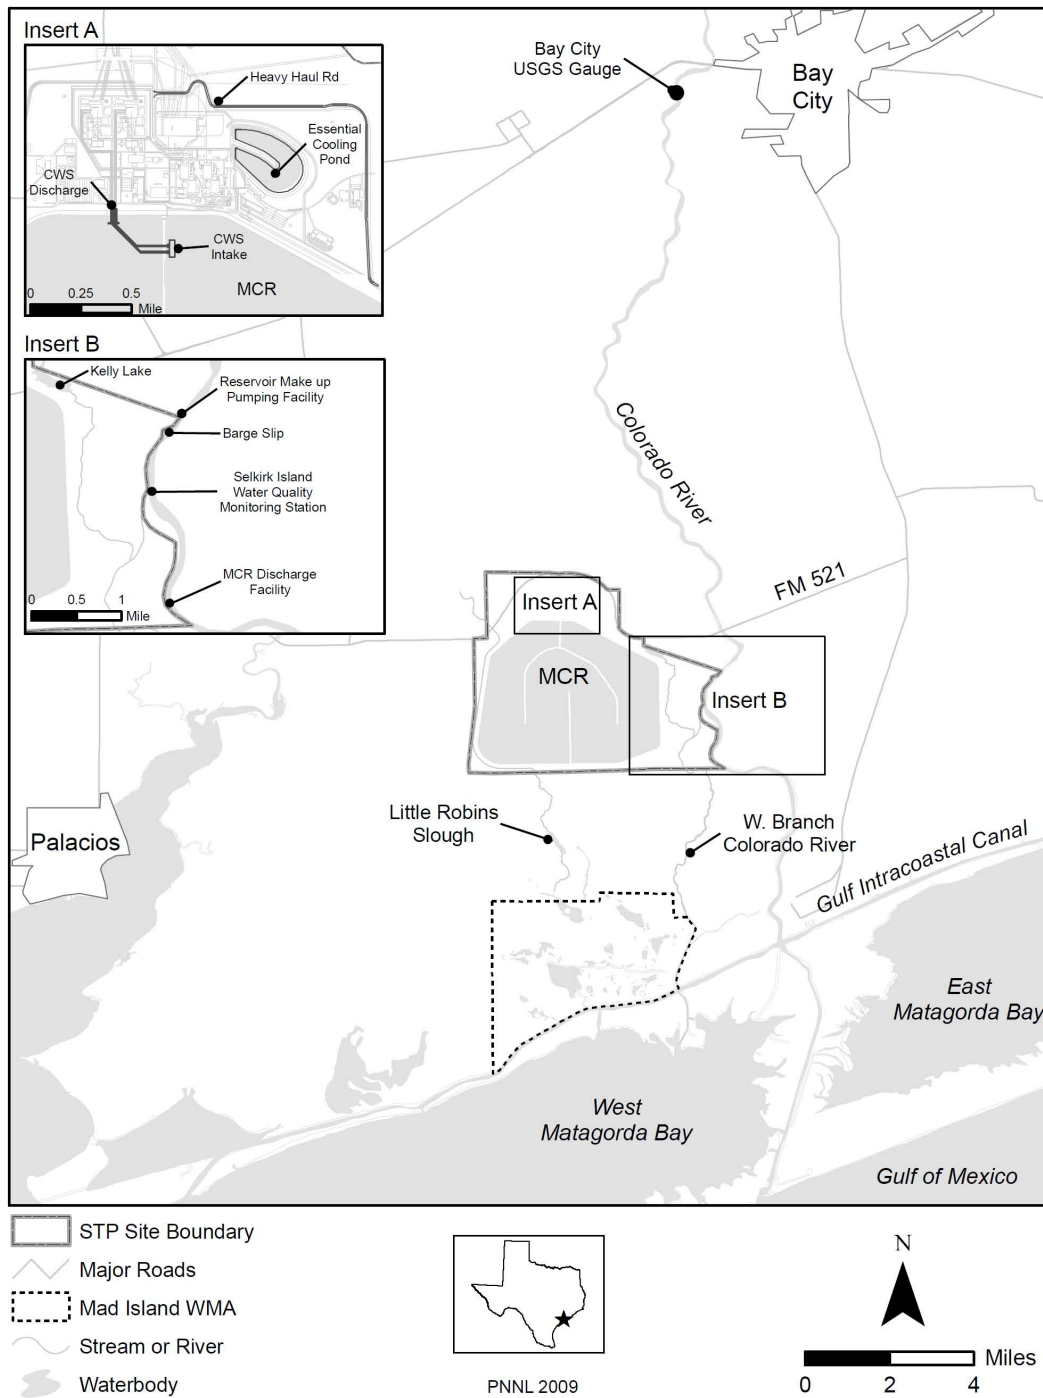 Insert A
Heavy Haul Rd
Essential
Cooling
Pond
CWS
Discharge
CWS
Intake
MCR
0 0.25 0.5
Mile
Insert B
Kelly Lake
Reservoir Make up
Pumping Facility
Barge Slip
Selkirk Island
Water Quality
Monitoring Station
MCR Discharge
Facility
0 0.5 1
Mile
Bay City
USGS Gauge
Bay
City
Colorado River
FM 521
Insert A
MCR
Insert B
Little Robins
Slough
W. Branch
Colorado River
Palacios
Gulf Intracoastal Canal
East
Matagorda Bay
West
Matagorda Bay
Gulf of Mexico
STP Site Boundary
Major Roads
Mad Island WMA
Stream or River
Waterbody
PNNL 2009
N
Miles
0 2 4